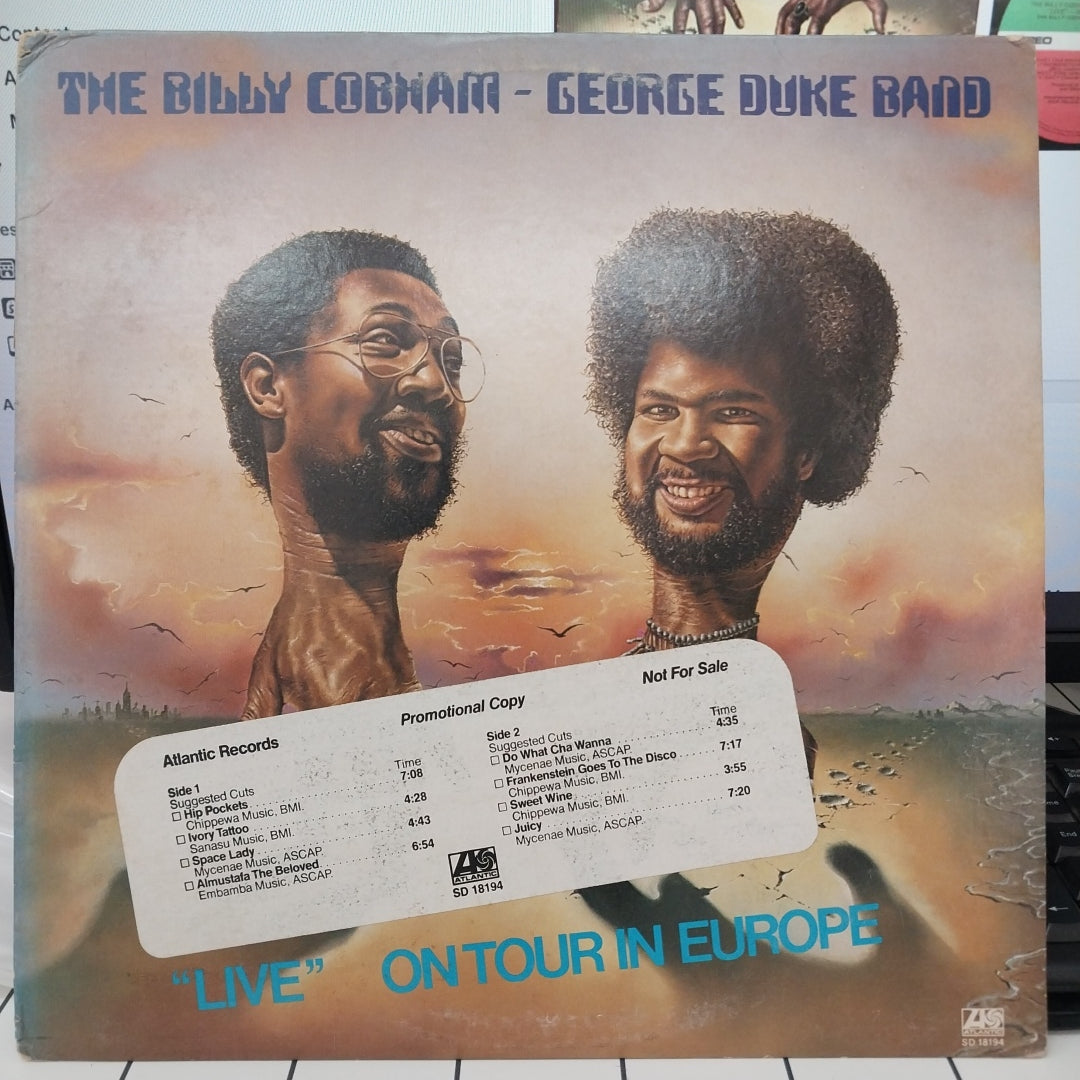 THE BILLY COBHAM - GEORGE DUKE BAND
Atlantic Records
Promotional Copy
Not For Sale
Side 1
Suggested Cuts
Time
☐ Hip Pockets 7:08
Chippewa Music, BMI.
☐ Ivory Tattoo 4:28
Sanasu Music, BMI.
☐ Space Lady 4:43
Mycenae Music, ASCAP.
☐ Almustafa The Beloved 6:54
Embamba Music, ASCAP.
Side 2
Suggested Cuts
Time
☐ Do What Cha Wanna 4:35
Mycenae Music, ASCAP.
☐ Frankenstein Goes To The Disco 7:17
Chippewa Music, BMI.
☐ Sweet Wine 3:55
Chippewa Music, BMI.
☐ Juicy 7:20
Mycenae Music, ASCAP.
ATLANTIC
SD 18194
"LIVE" ON TOUR IN EUROPE
ATLANTIC
SD 18194